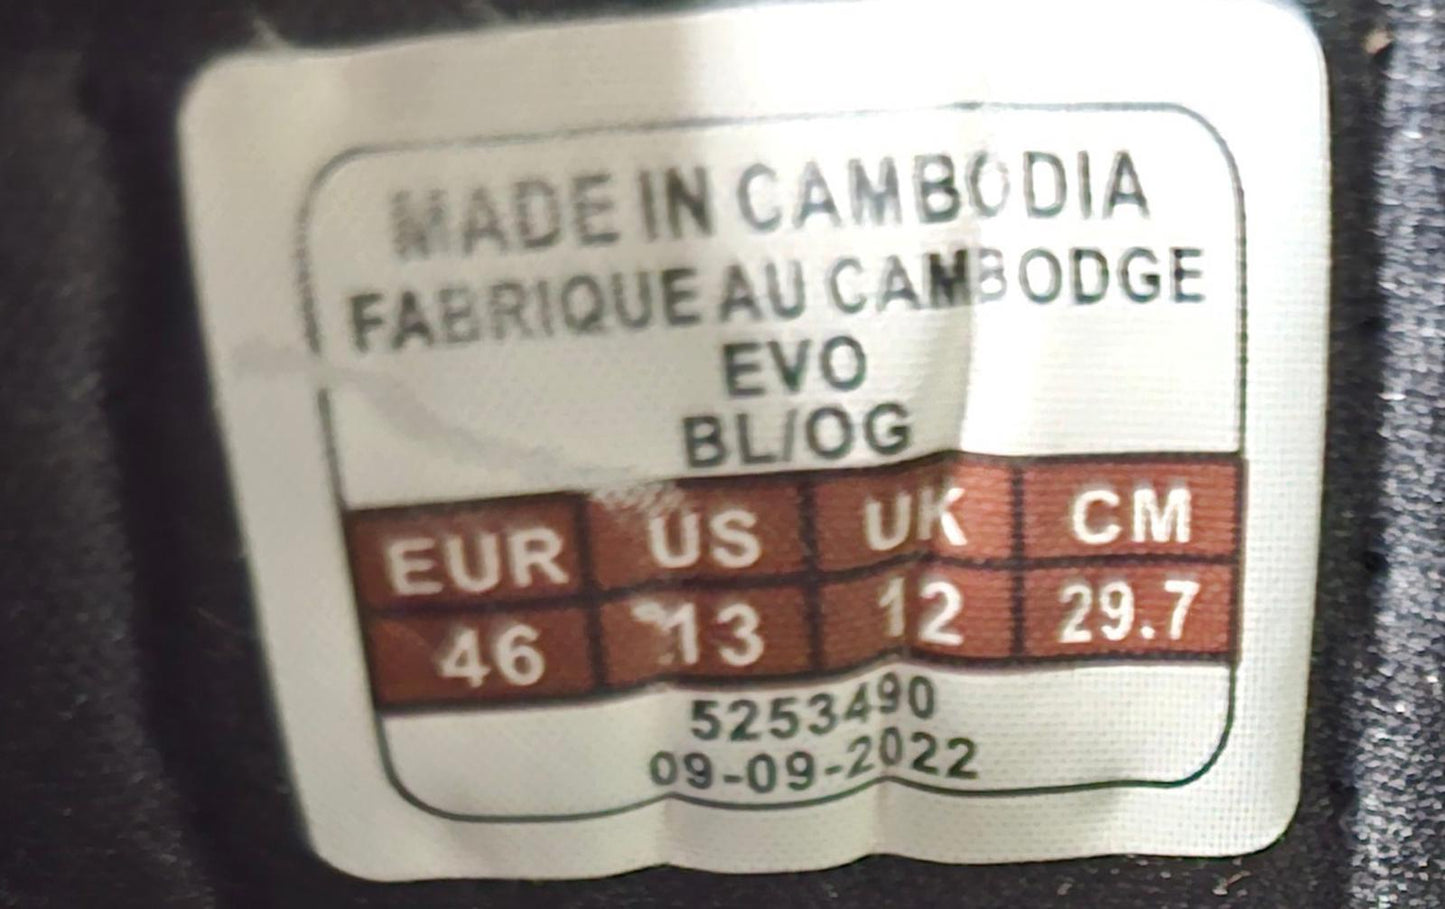 MADE IN CAMBODIA
FABRIQUE AU CAMBODGE
EVO
BL/OG
EUR US UK CM
46 13 12 29.7
5253490
09-09-2022